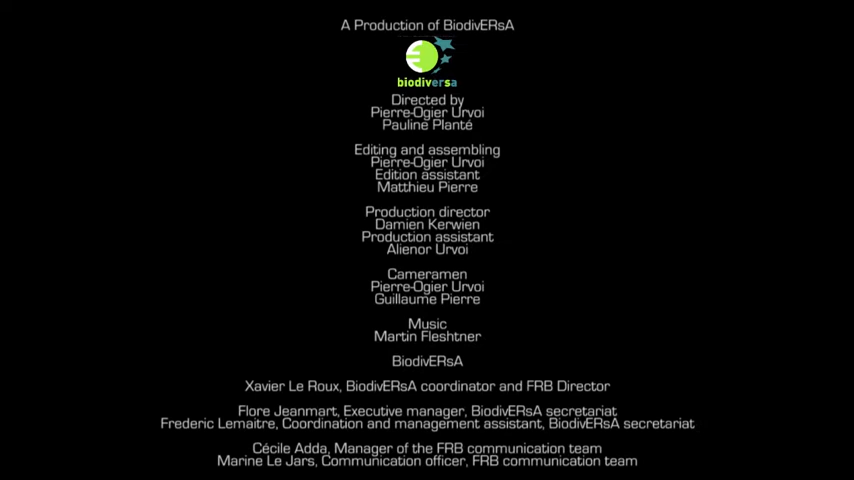 A Production of BiodivERsA
biodiversa
Directed by
Pierre-Ogier Urvoi
Pauline Planté
Editing and assembling
Pierre-Ogier Urvoi
Edition assistant
Matthieu Pierre
Production director
Damien Kerwien
Production assistant
Alienor Urvoi
Cameramen
Pierre-Ogier Urvoi
Guillaume Pierre
Music
Martin Fleshtner
BiodivERsA
Xavier Le Roux, BiodivERsA coordinator and FRB Director
Flore Jeanmart, Executive manager, BiodivERsA secretariat
Frederic Lemaitre, Coordination and management assistant, BiodivERsA secretariat
Cécile Adda, Manager of the FRB communication team
Marine Le Jars, Communication officer, FRB communication team